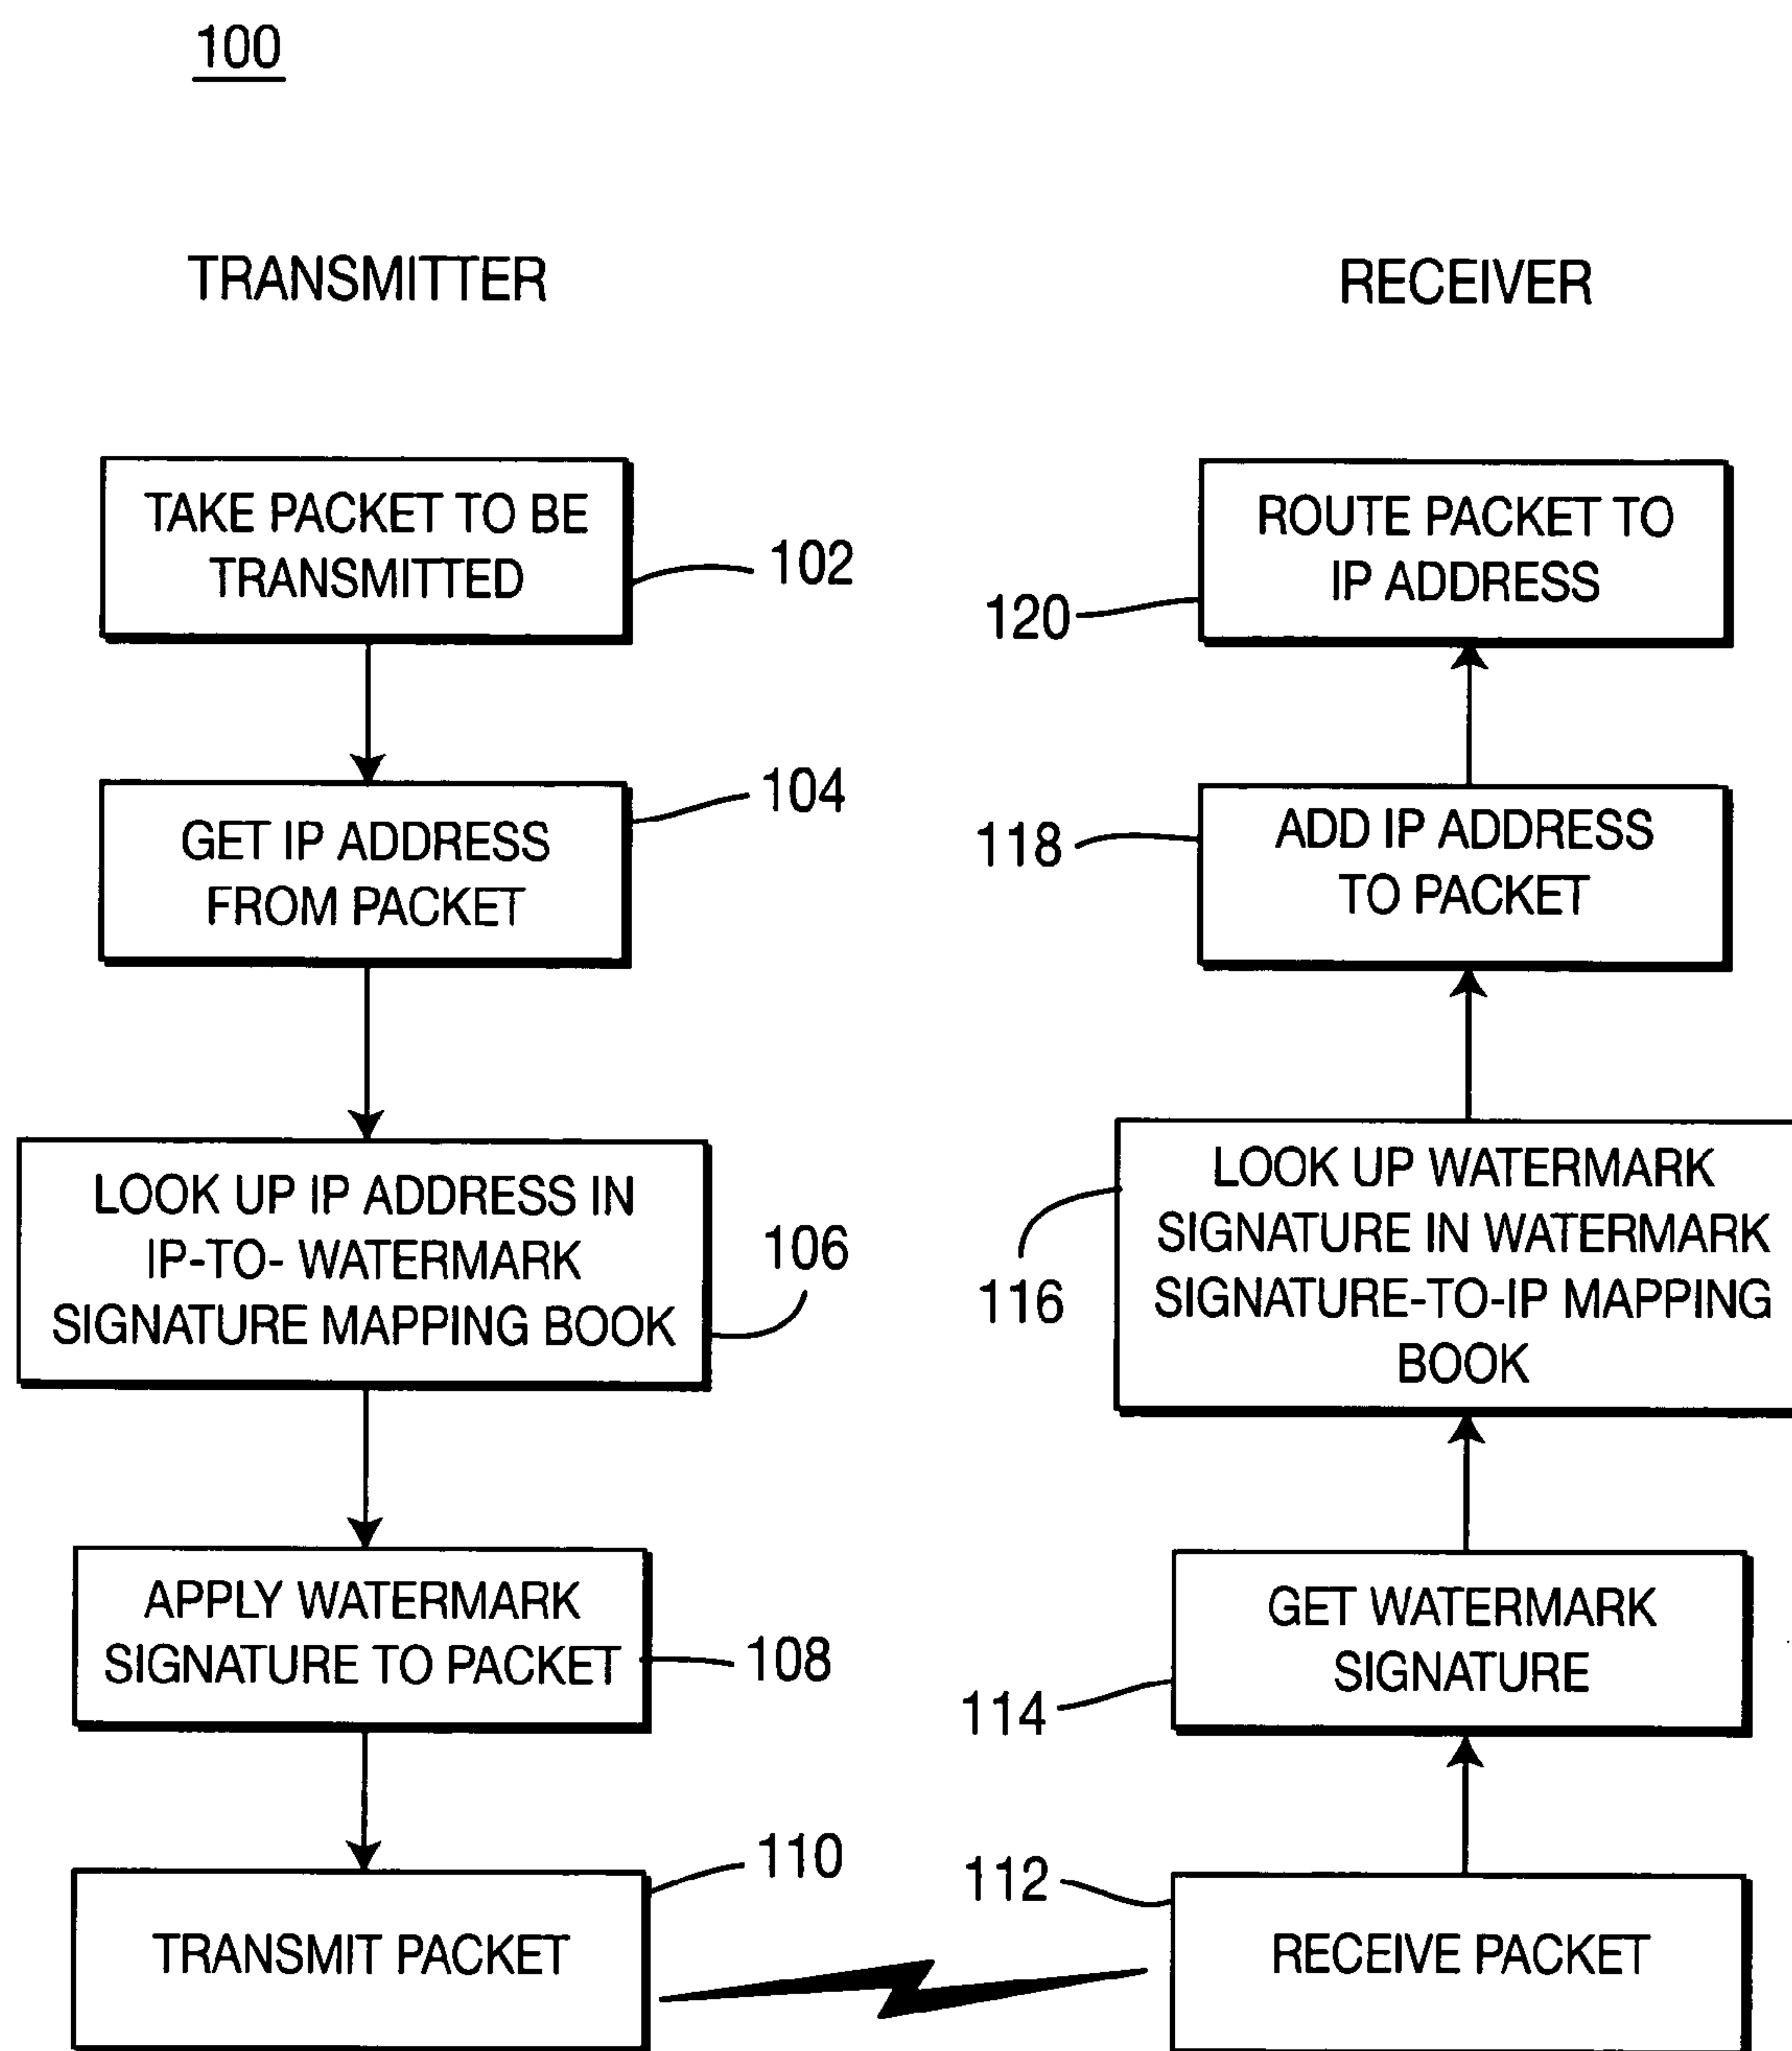 100
TRANSMITTER
TAKE PACKET TO BE
TRANSMITTED
102
GET IP ADDRESS
FROM PACKET
104
LOOK UP IP ADDRESS IN
IP-TO- WATERMARK
SIGNATURE MAPPING BOOK
106
APPLY WATERMARK
SIGNATURE TO PACKET
108
TRANSMIT PACKET
110
RECEIVER
ROUTE PACKET TO
IP ADDRESS
120
ADD IP ADDRESS
TO PACKET
118
LOOK UP WATERMARK
SIGNATURE IN WATERMARK
SIGNATURE-TO-IP MAPPING
BOOK
116
GET WATERMARK
SIGNATURE
114
RECEIVE PACKET
112